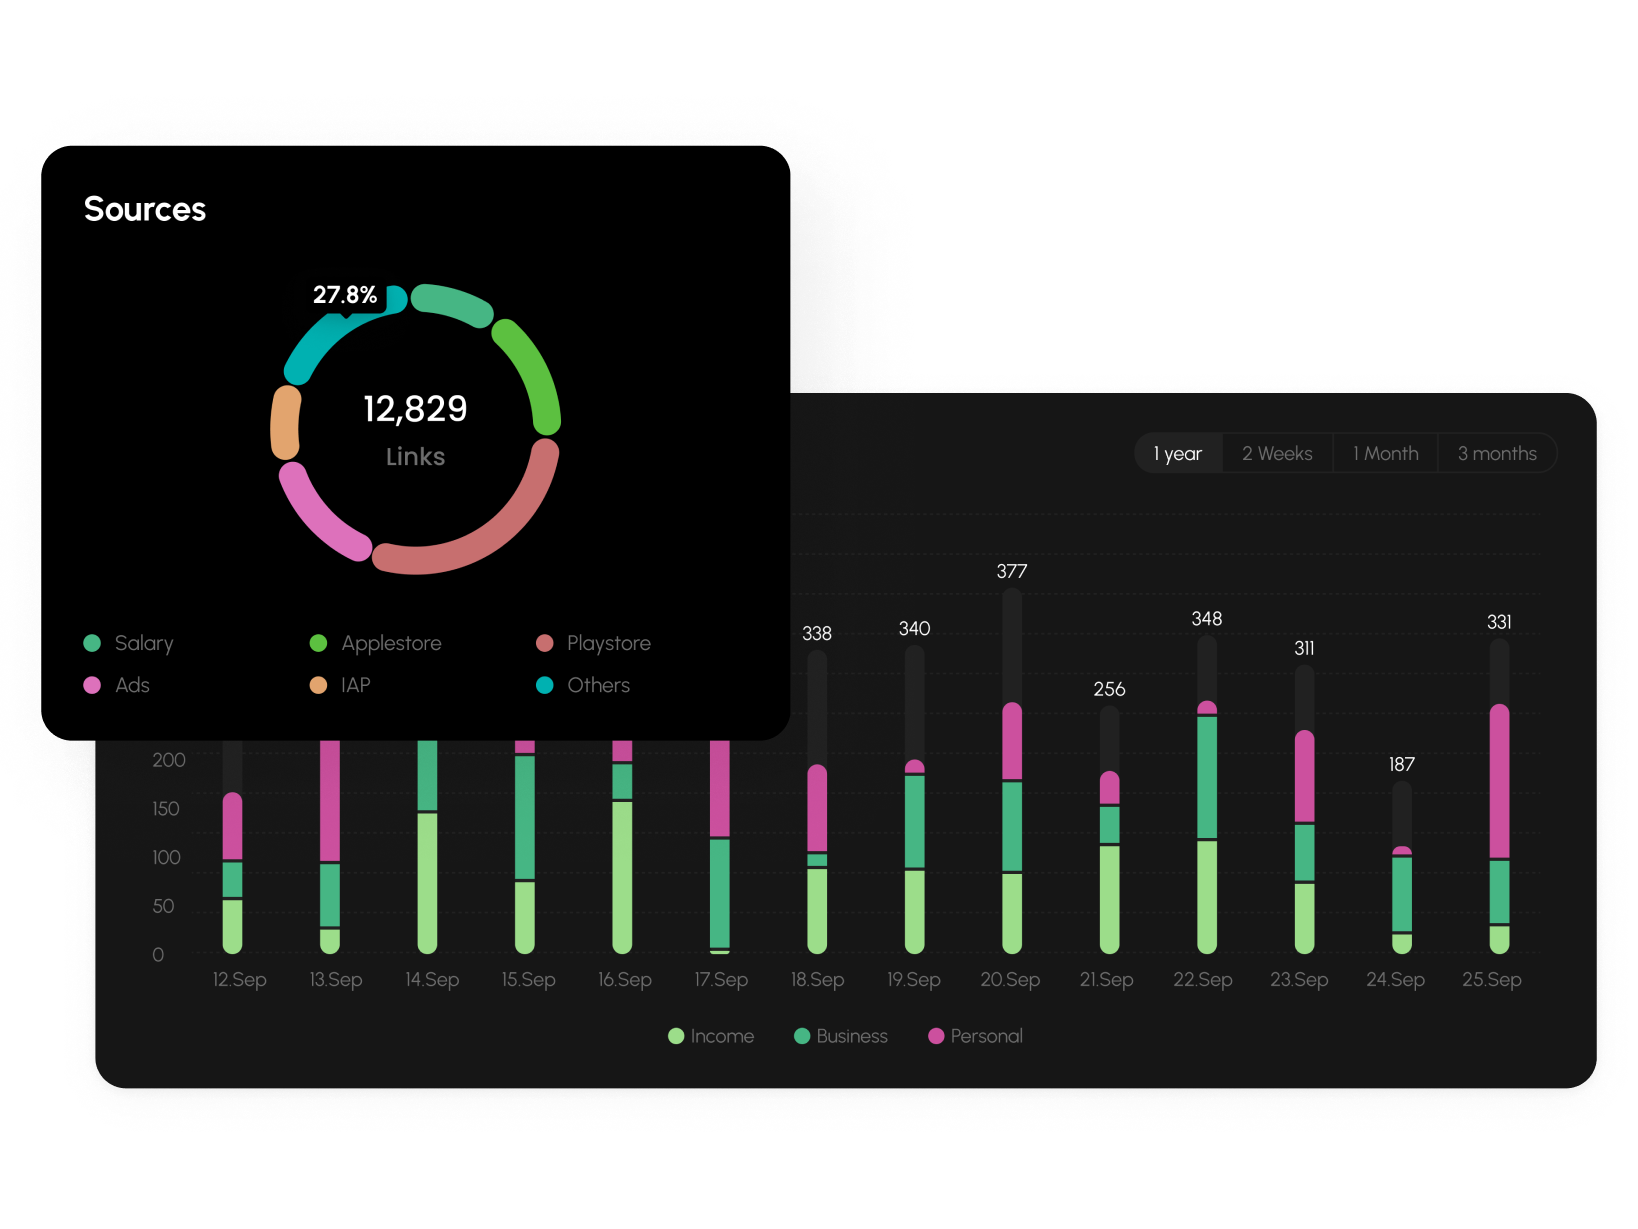 Sources
27.8%
12,829
Links
Salary
Applestore
Playstore
Ads
IAP
Others
1 year
2 Weeks
1 Month
3 months
338
340
377
256
348
311
187
331
200
150
100
50
0
12.Sep
13.Sep
14.Sep
15.Sep
16.Sep
17.Sep
18.Sep
19.Sep
20.Sep
21.Sep
22.Sep
23.Sep
24.Sep
25.Sep
Income
Business
Personal